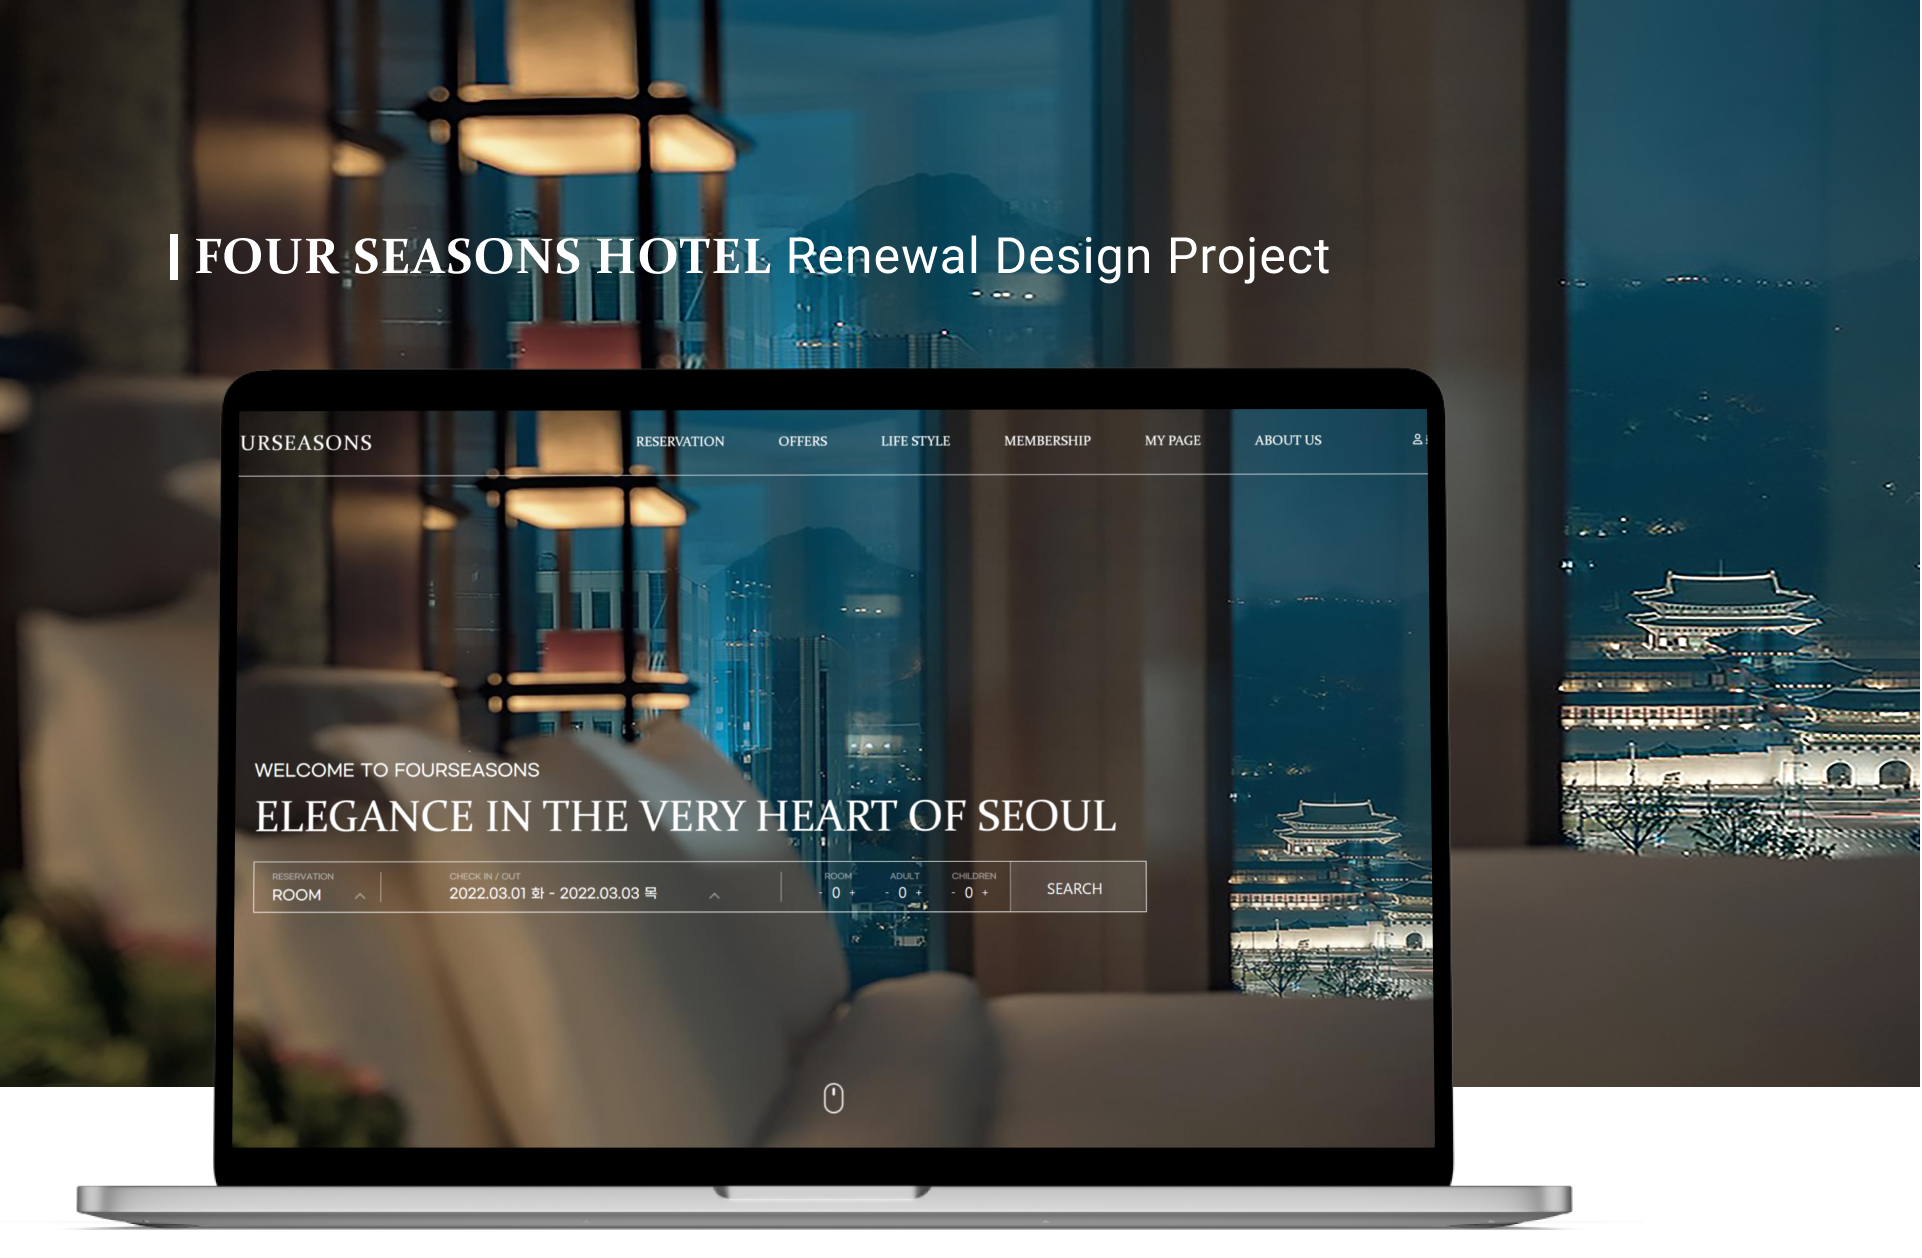 FOUR SEASONS HOTEL Renewal Design Project
URSEASONS RESERVATION OFFERS LIFE STYLE MEMBERSHIP MY PAGE ABOUT US
WELCOME TO FOURSEASONS
ELEGANCE IN THE VERY HEART OF SEOUL
RESERVATION CHECK IN / OUT ROOM ADULT CHILDREN
ROOM 2022.03.01 화 - 2022.03.03 목 - 0 + - 0 + - 0 + SEARCH